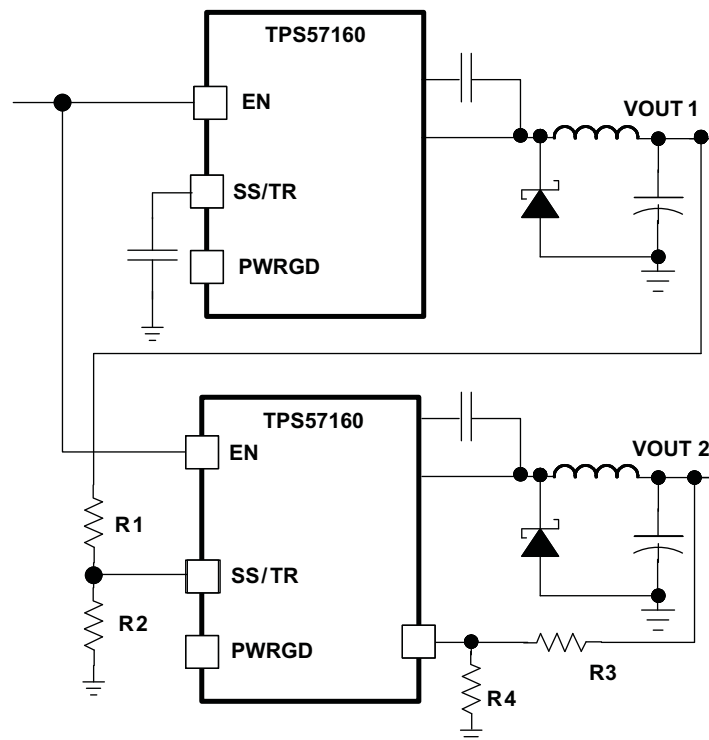 TPS57160
EN
VOUT 1
SS/TR
PWRGD
TPS57160
EN
VOUT 2
R1
SS/TR
R2
PWRGD
R3
R4